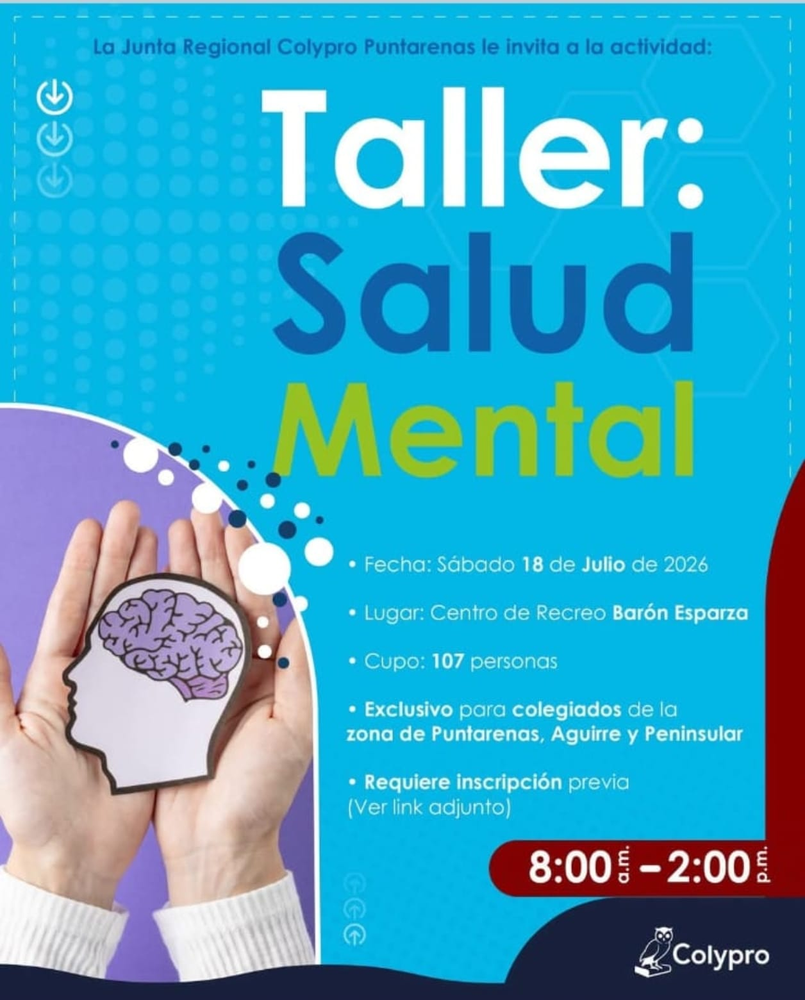 La Junta Regional Colypro Puntarenas le invita a la actividad:
Taller:
Salud
Mental
• Fecha: Sábado 18 de Julio de 2026
• Lugar: Centro de Recreo Barón Esparza
• Cupo: 107 personas
• Exclusivo para colegiados de la
zona de Puntarenas, Aguirre y Peninsular
• Requiere inscripción previa
(Ver link adjunto)
8:00 a.m. – 2:00 p.m.
Colypro